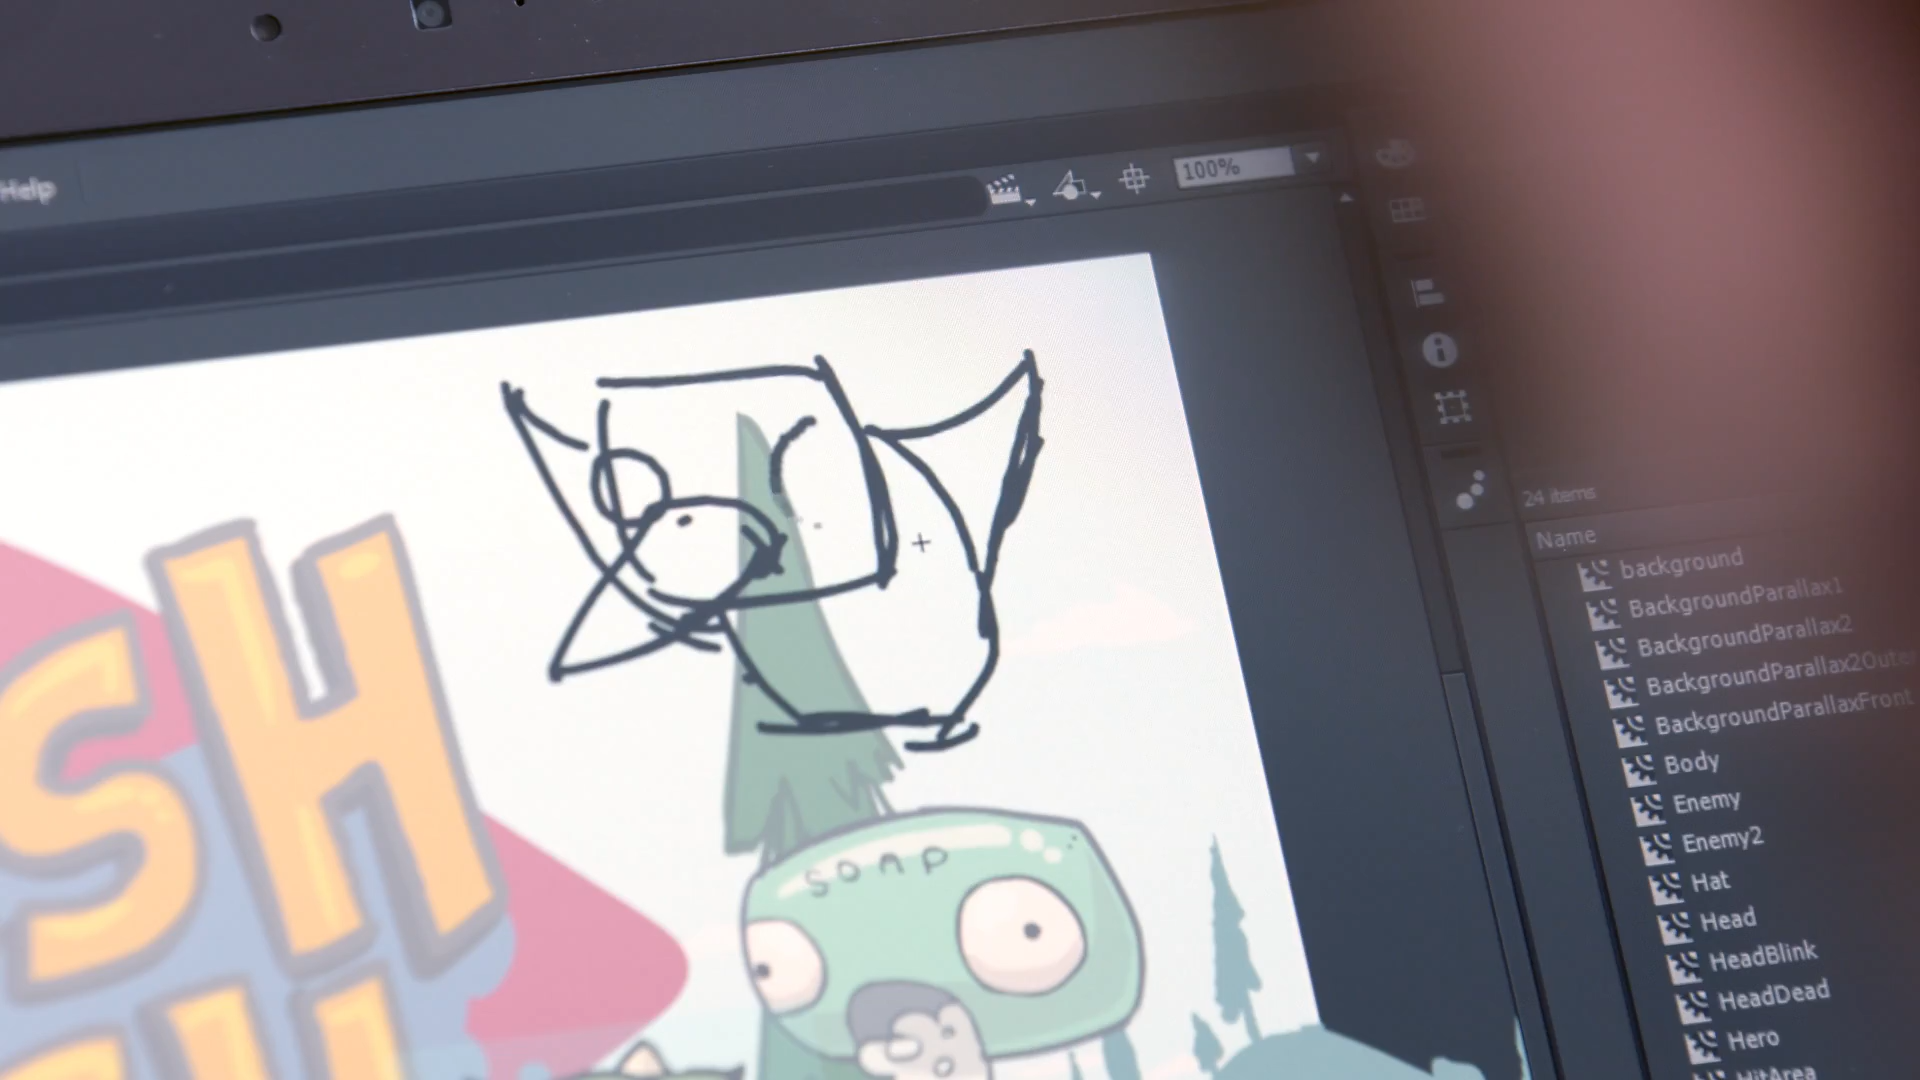 Help
100%
24 items
Name
background
BackgroundParallax1
BackgroundParallax2
BackgroundParallax2Outer
BackgroundParallaxFront
Body
Enemy
Enemy2
Hat
Head
HeadBlink
HeadDead
Hero
HitArea
SH
soap